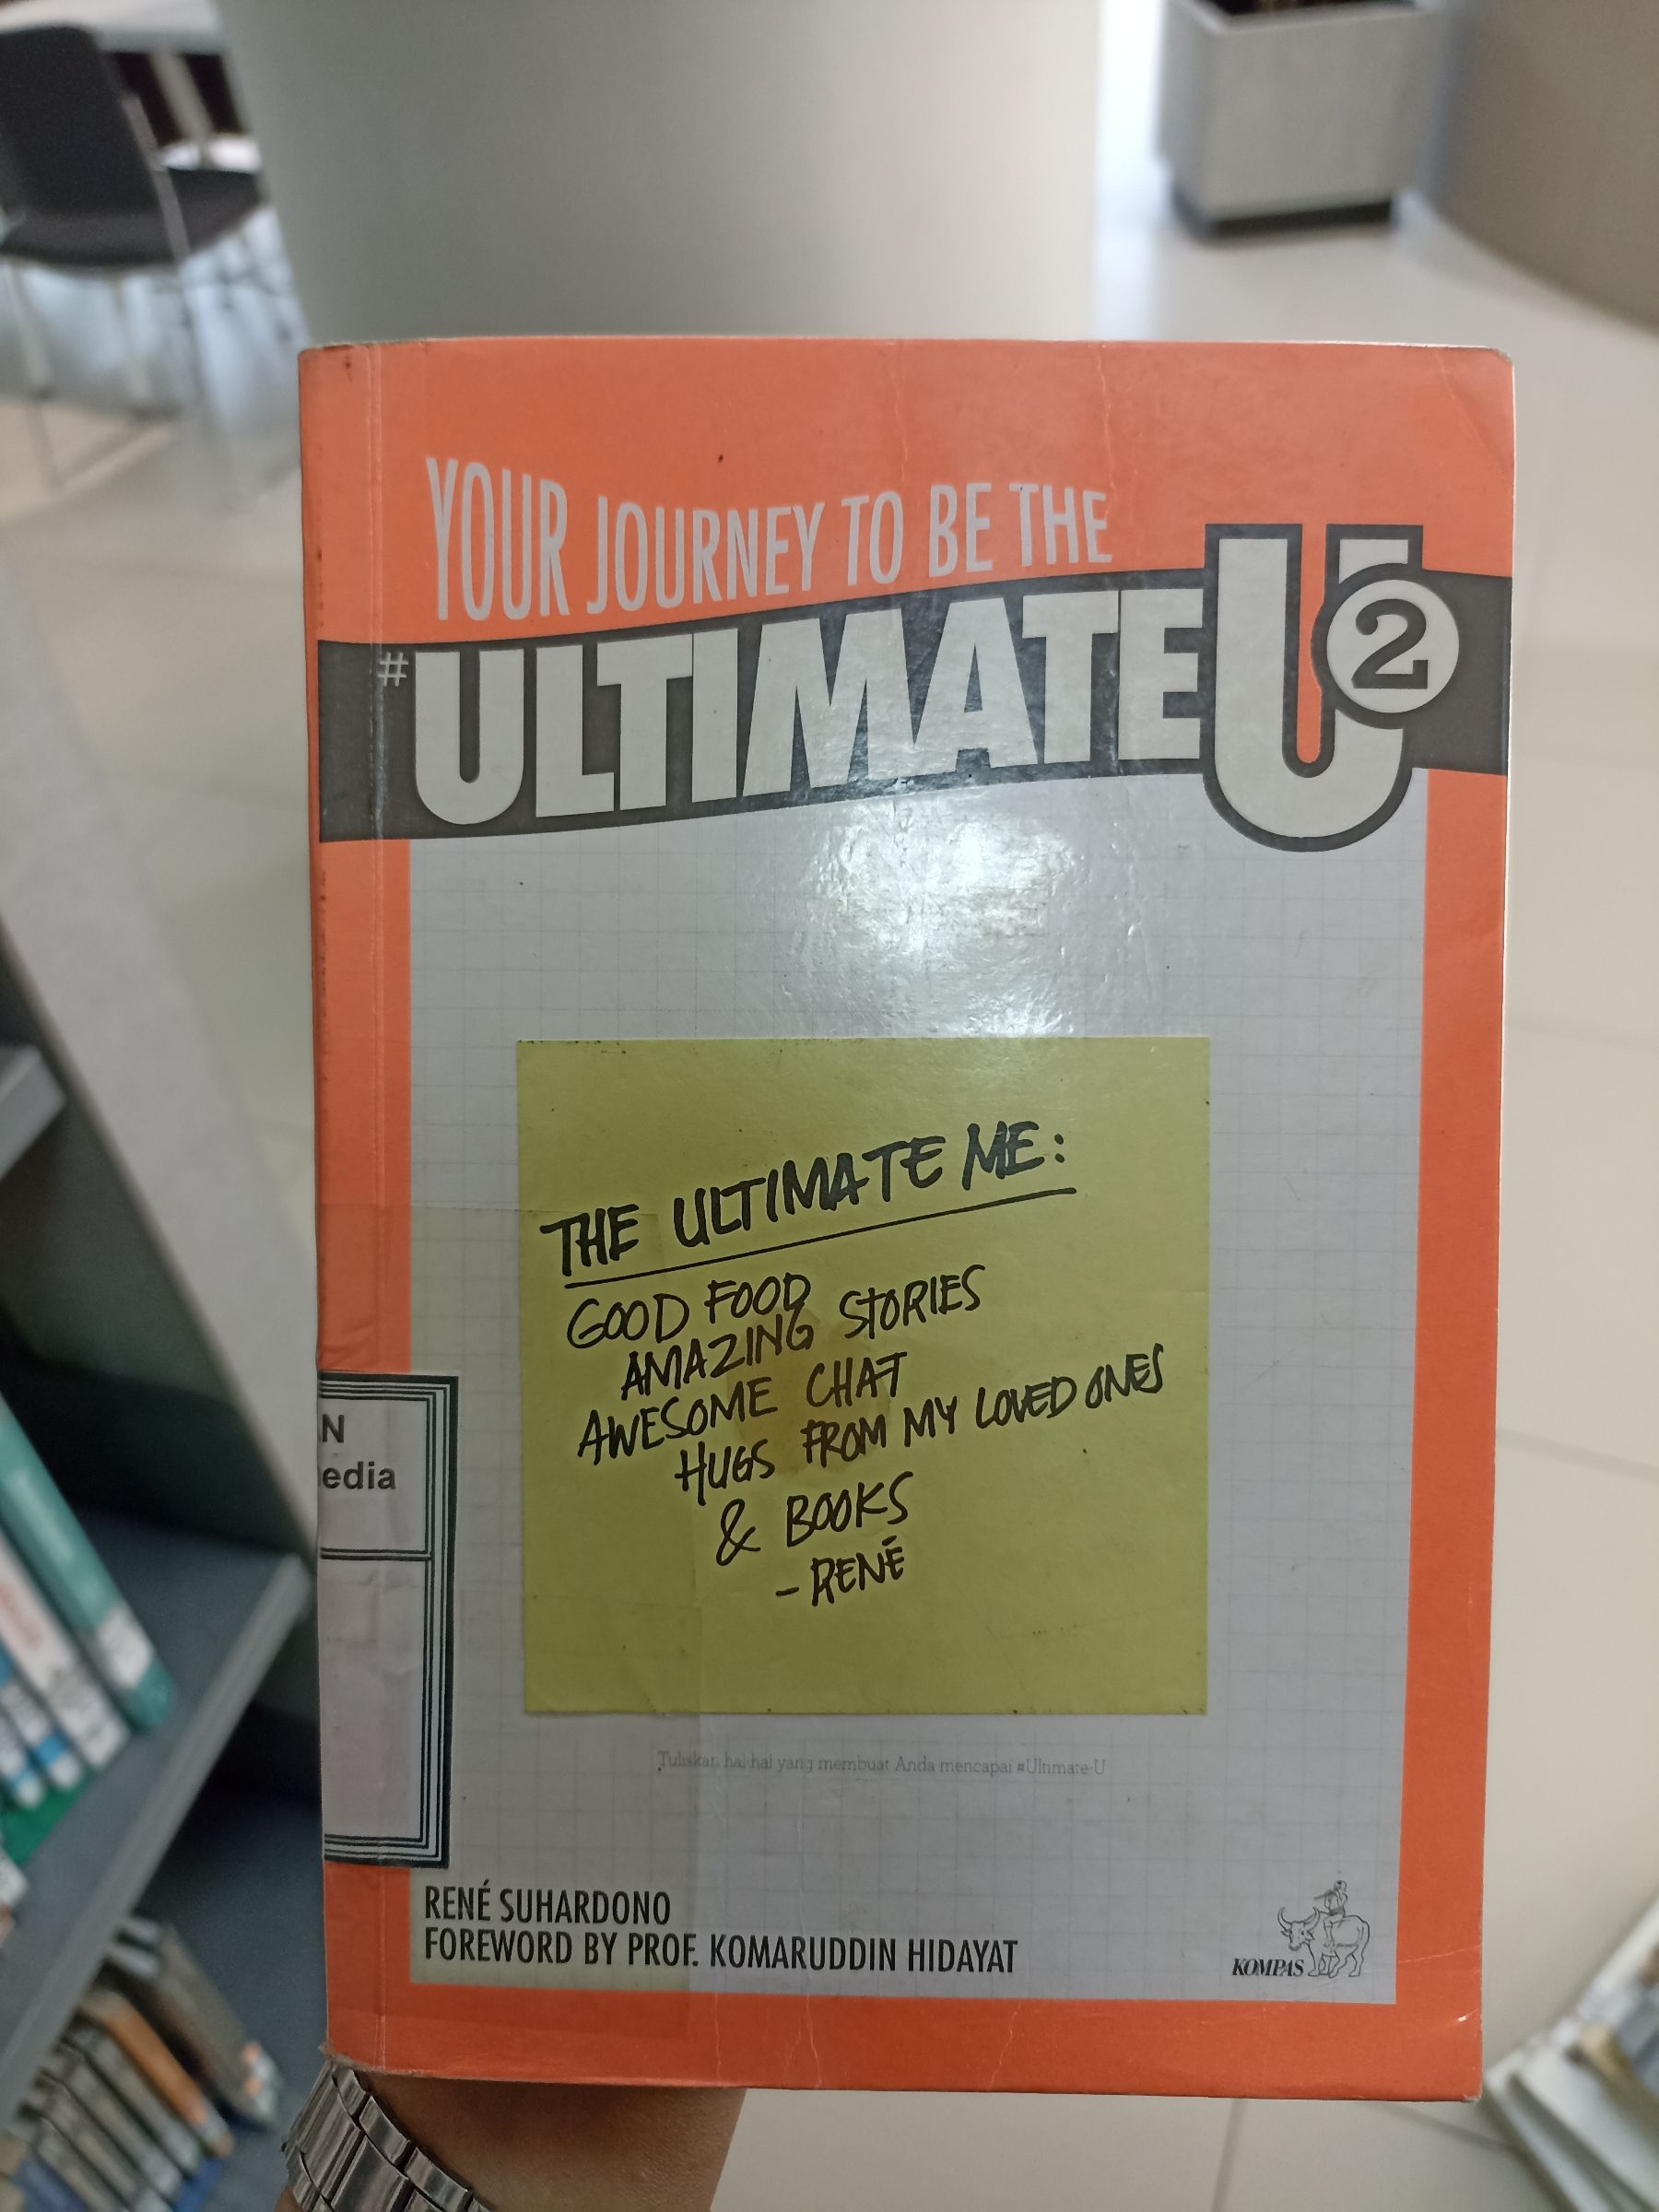 YOUR JOURNEY TO BE THE
#ULTIMATE U 2
THE ULTIMATE ME:
GOOD FOOD
AMAZING STORIES
AWESOME CHAT
HUGS FROM MY LOVED ONES
& BOOKS
- RENÉ
AN
edia
Tuliskan hal-hal yang membuat Anda mencapai #Ultimate-U
RENÉ SUHARDONO
FOREWORD BY PROF. KOMARUDDIN HIDAYAT
KOMPAS